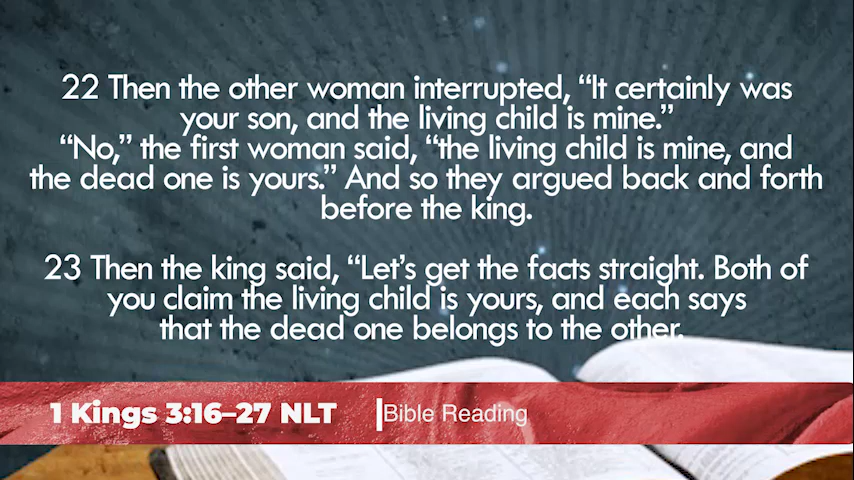 22 Then the other woman interrupted, “It certainly was
your son, and the living child is mine.”
“No,” the first woman said, “the living child is mine, and
the dead one is yours.” And so they argued back and forth
before the king.
23 Then the king said, “Let’s get the facts straight. Both of
you claim the living child is yours, and each says
that the dead one belongs to the other.
1 Kings 3:16–27 NLT
Bible Reading